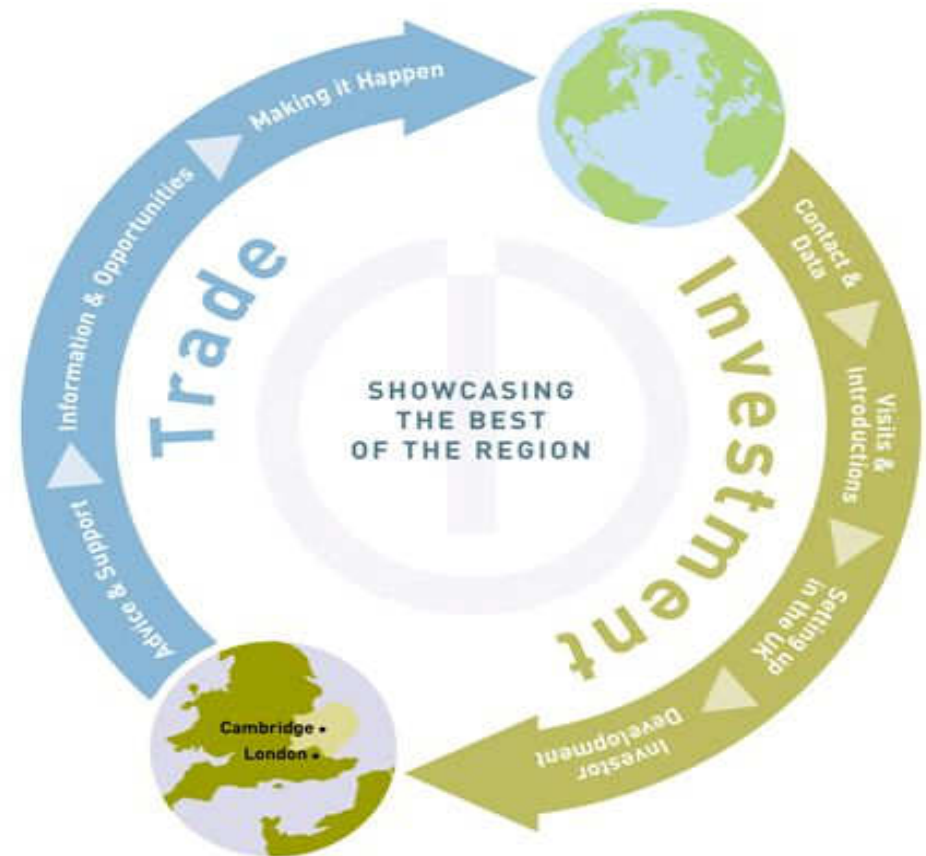 Making it Happen
Information & Opportunities
Advice & Support
Trade
SHOWCASING
THE BEST
OF THE REGION
Investment
Contact &
Data
Visits &
Introductions
Setting up
in the UK
Investor
Development
Cambridge
London